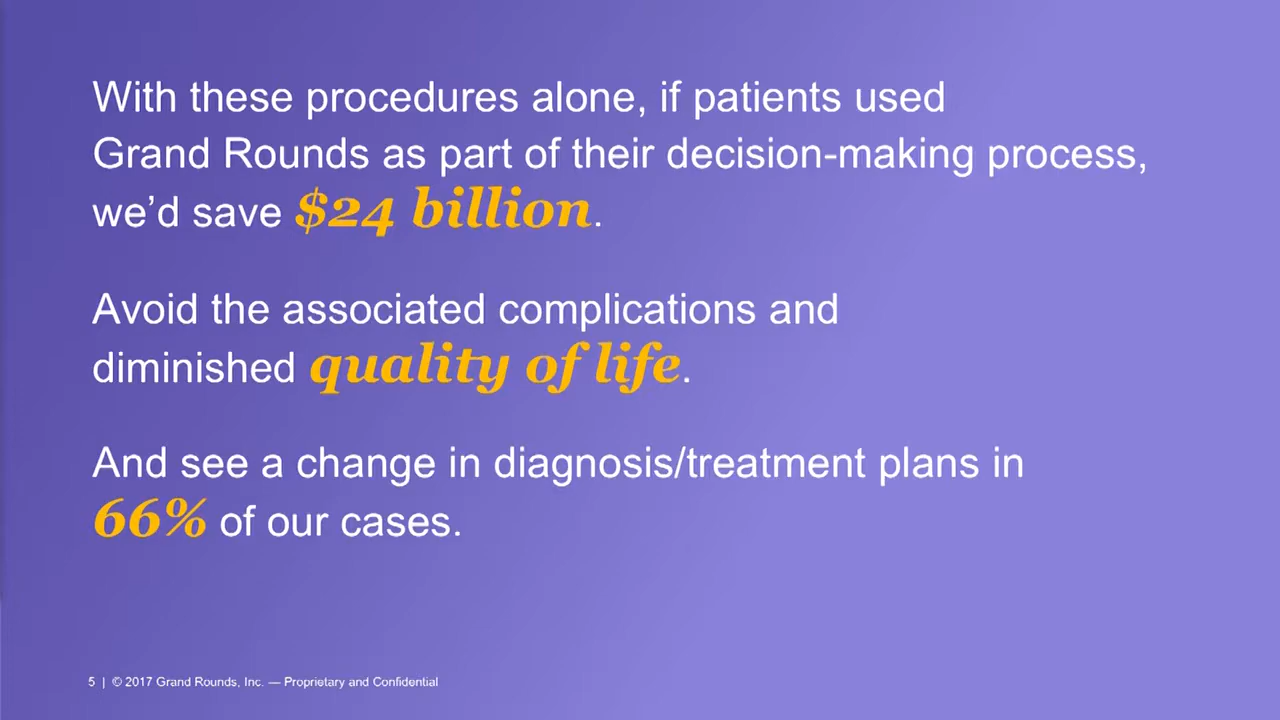 With these procedures alone, if patients used
Grand Rounds as part of their decision-making process,
we’d save $24 billion.
Avoid the associated complications and
diminished quality of life.
And see a change in diagnosis/treatment plans in
66% of our cases.
5 | © 2017 Grand Rounds, Inc. — Proprietary and Confidential